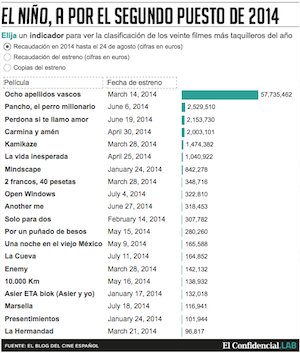 EL NIÑO, A POR EL SEGUNDO PUESTO DE 2014
Elija un indicador para ver la clasificación de los veinte filmes más taquilleros del año
Recaudación en 2014 hasta el 24 de agosto (cifras en euros)
Recaudación del estreno (cifras en euros)
Copias del estreno
Película Fecha de estreno
Ocho apellidos vascos March 14, 2014 57,735,462
Pancho, el perro millonario June 6, 2014 2,529,510
Perdona si te llamo amor June 27, 2014 2,153,730
Carmina y amén April 30, 2014 2,003,101
Kamikaze March 28, 2014 1,474,382
La vida inesperada April 25, 2014 1,040,922
Mindscape January 24, 2014 842,278
2 francos, 40 pesetas March 28, 2014 348,716
Open Windows July 4, 2014 322,810
Another me June 27, 2014 318,453
Solo para dos February 14, 2014 307,782
Por un puñado de besos May 15, 2014 280,260
Una noche en el viejo México May 9, 2014 165,588
La Cueva July 11, 2014 164,852
Enemy March 28, 2014 142,132
10.000 Km May 16, 2014 138,932
Asier ETA biok (Asier y yo) January 17, 2014 132,018
Marsella July 18, 2014 116,941
Presentimientos January 24, 2014 101,944
La Hermandad March 21, 2014 96,817
FUENTE: EL BLOG DEL CINE ESPAÑOL El Confidencial.LAB